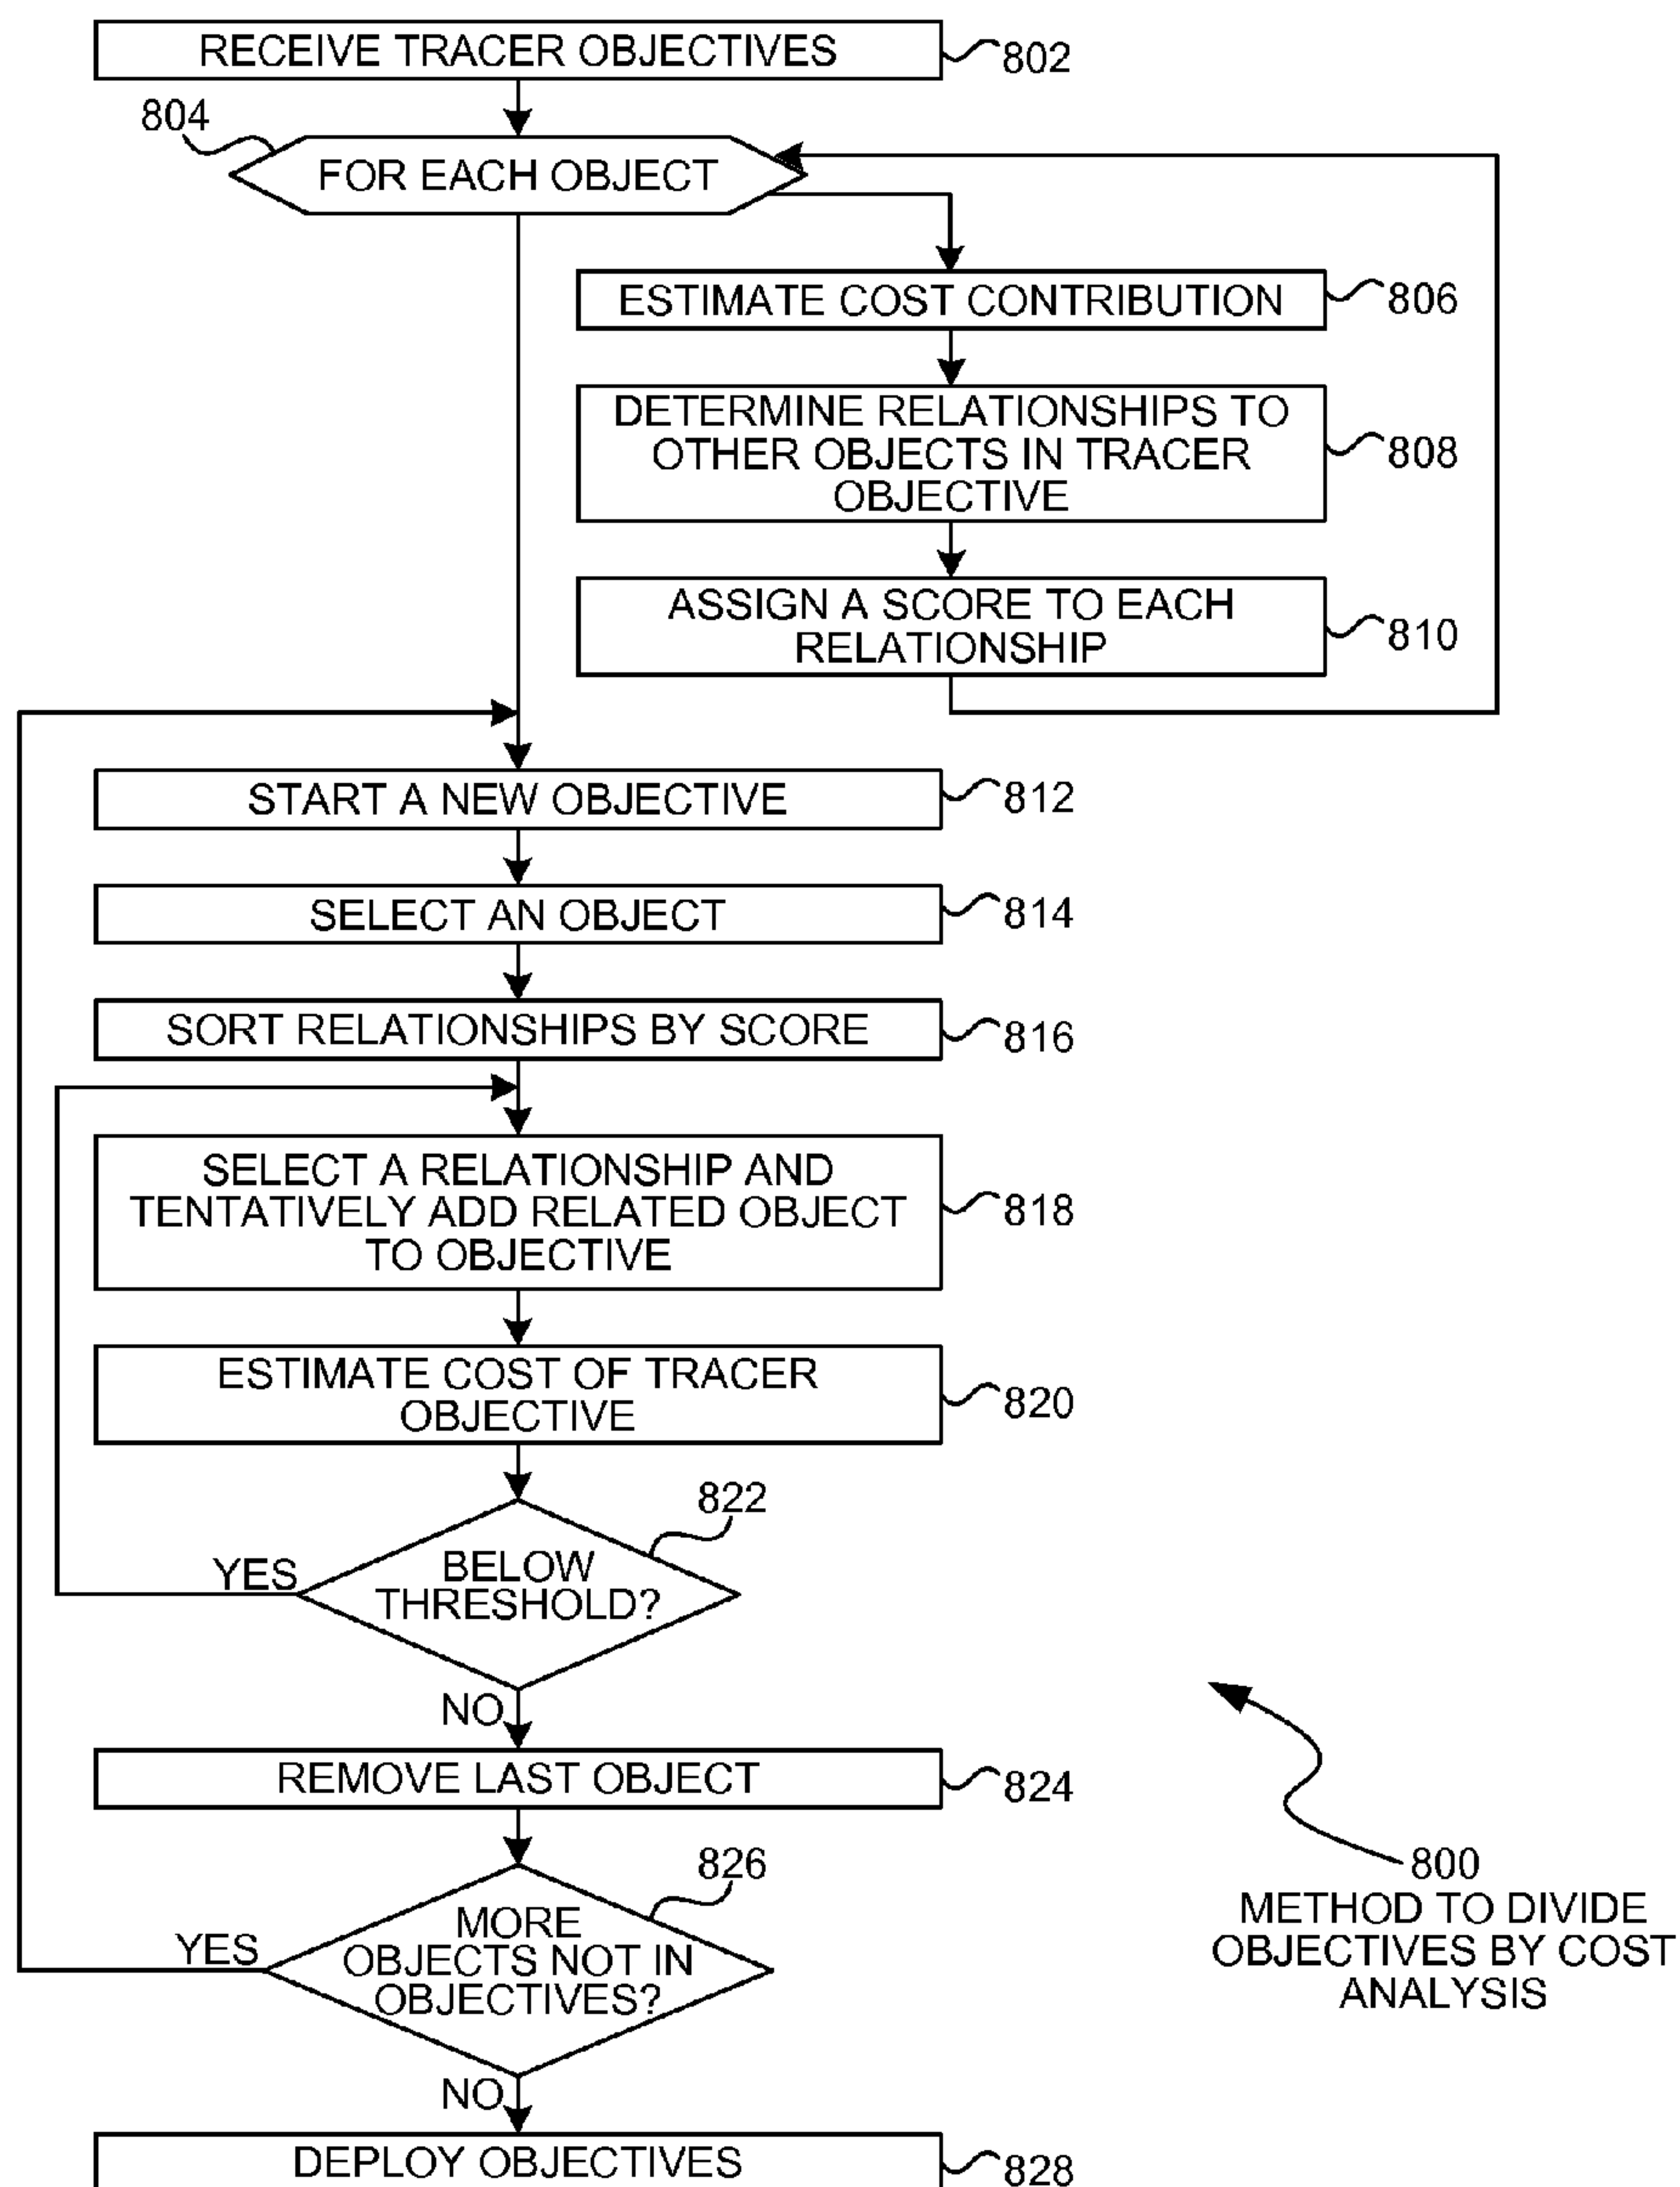 RECEIVE TRACER OBJECTIVES
802
804
FOR EACH OBJECT
ESTIMATE COST CONTRIBUTION
806
DETERMINE RELATIONSHIPS TO
OTHER OBJECTS IN TRACER
OBJECTIVE
808
ASSIGN A SCORE TO EACH
RELATIONSHIP
810
START A NEW OBJECTIVE
812
SELECT AN OBJECT
814
SORT RELATIONSHIPS BY SCORE
816
SELECT A RELATIONSHIP AND
TENTATIVELY ADD RELATED OBJECT
TO OBJECTIVE
818
ESTIMATE COST OF TRACER
OBJECTIVE
820
822
BELOW
THRESHOLD?
YES
NO
REMOVE LAST OBJECT
824
826
MORE
OBJECTS NOT IN
OBJECTIVES?
YES
NO
DEPLOY OBJECTIVES
828
800
METHOD TO DIVIDE
OBJECTIVES BY COST
ANALYSIS